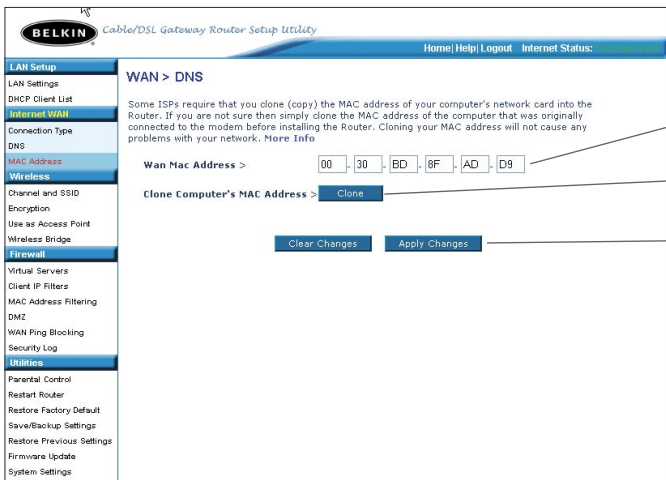 BELKIN Cable/DSL Gateway Router Setup Utility
Home|Help|Logout Internet Status:
LAN Setup
LAN Settings
DHCP Client List
Internet WAN
Connection Type
DNS
MAC Address
Wireless
Channel and SSID
Encryption
Use as Access Point
Wireless Bridge
Firewall
Virtual Servers
Client IP Filters
MAC Address Filtering
DMZ
WAN Ping Blocking
Security Log
Utilities
Parental Control
Restart Router
Restore Factory Default
Save/Backup Settings
Restore Previous Settings
Firmware Update
System Settings
WAN > DNS
Some ISPs require that you clone (copy) the MAC address of your computer's network card into the
Router. If you are not sure then simply clone the MAC address of the computer that was originally
connected to the modem before installing the Router. Cloning your MAC address will not cause any
problems with your network. More Info
Wan Mac Address > 00 - 30 - BD - 8F - AD - D9
Clone Computer's MAC Address > Clone
Clear Changes Apply Changes